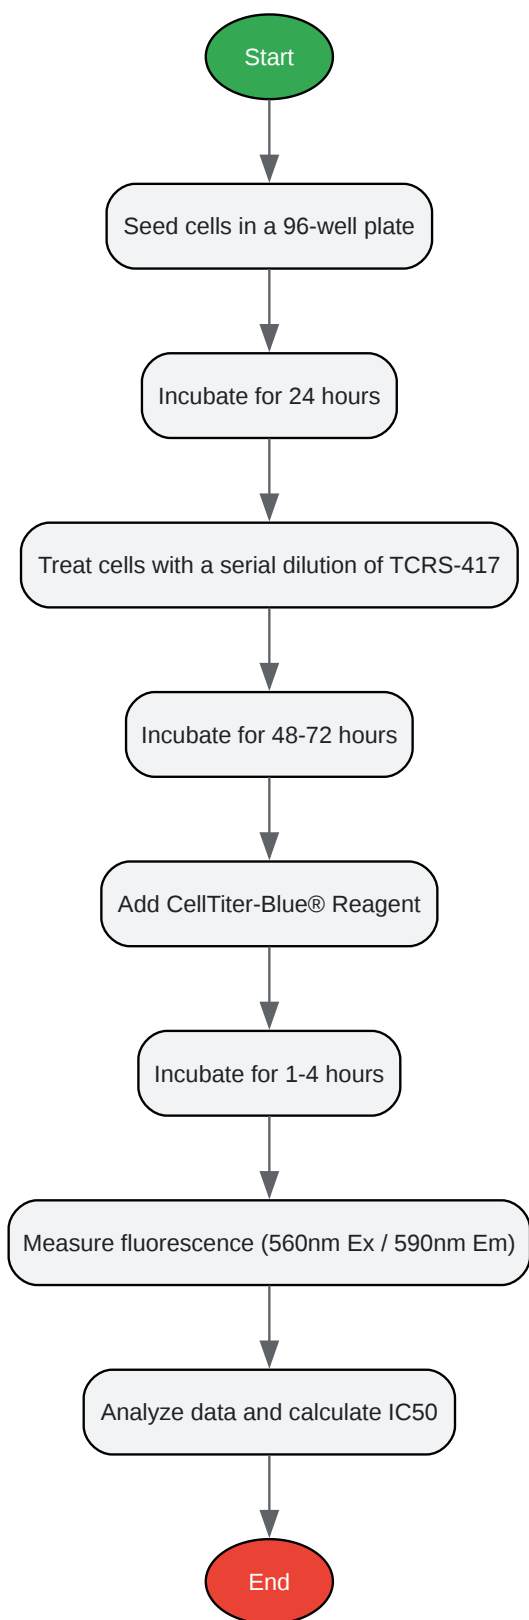 Start
Seed cells in a 96-well plate
Incubate for 24 hours
Treat cells with a serial dilution of TCRS-417
Incubate for 48-72 hours
Add CellTiter-Blue® Reagent
Incubate for 1-4 hours
Measure fluorescence (560nm Ex / 590nm Em)
Analyze data and calculate IC50
End